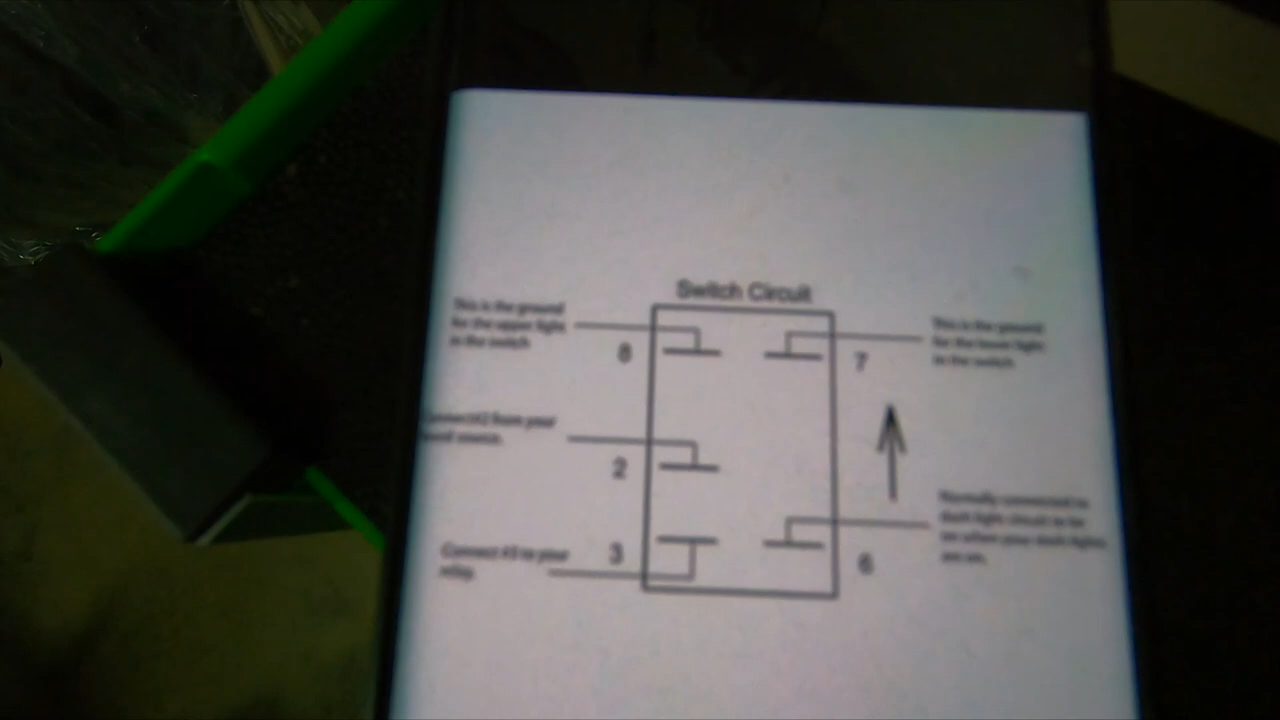 Switch Circuit
This is the ground
for the upper light
in the switch
8
This is the ground
for the lower light
in the switch
7
from your
source.
2
Normally connected to
dash light circuit to be
on when your dash lights
are on.
6
Connect #3 to your
relay.
3